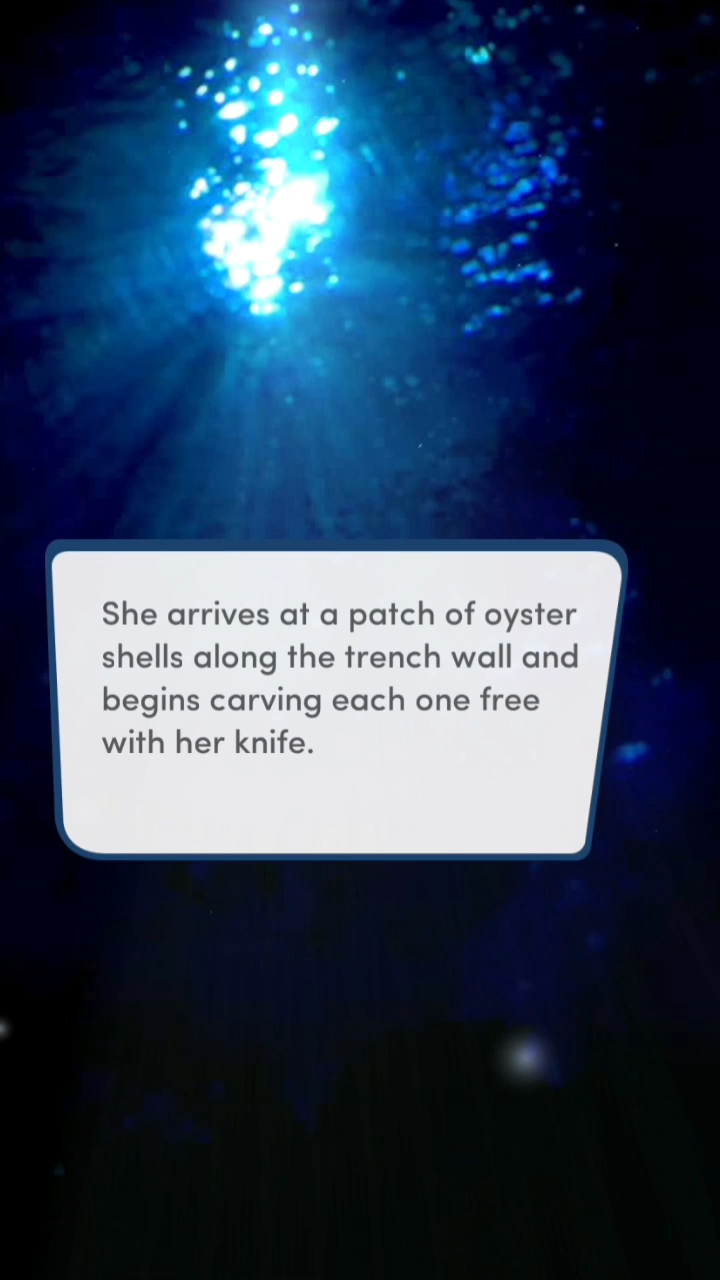 She arrives at a patch of oyster
shells along the trench wall and
begins carving each one free
with her knife.